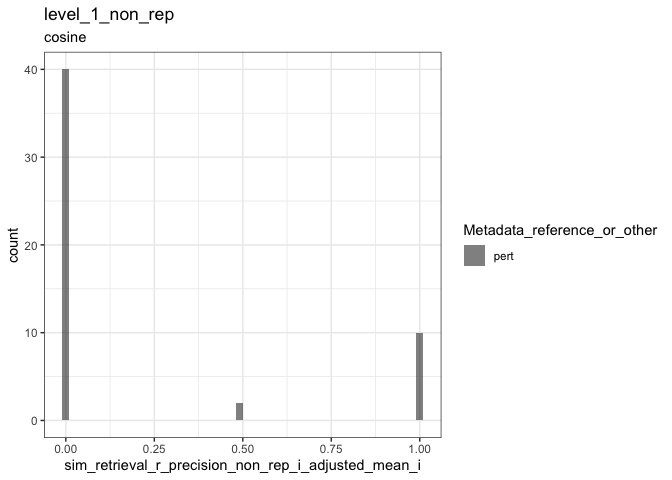 level_1_non_rep
cosine
40
30
20
10
0
count
0.00 0.25 0.50 0.75 1.00
sim_retrieval_r_precision_non_rep_i_adjusted_mean_i
Metadata_reference_or_other
pert